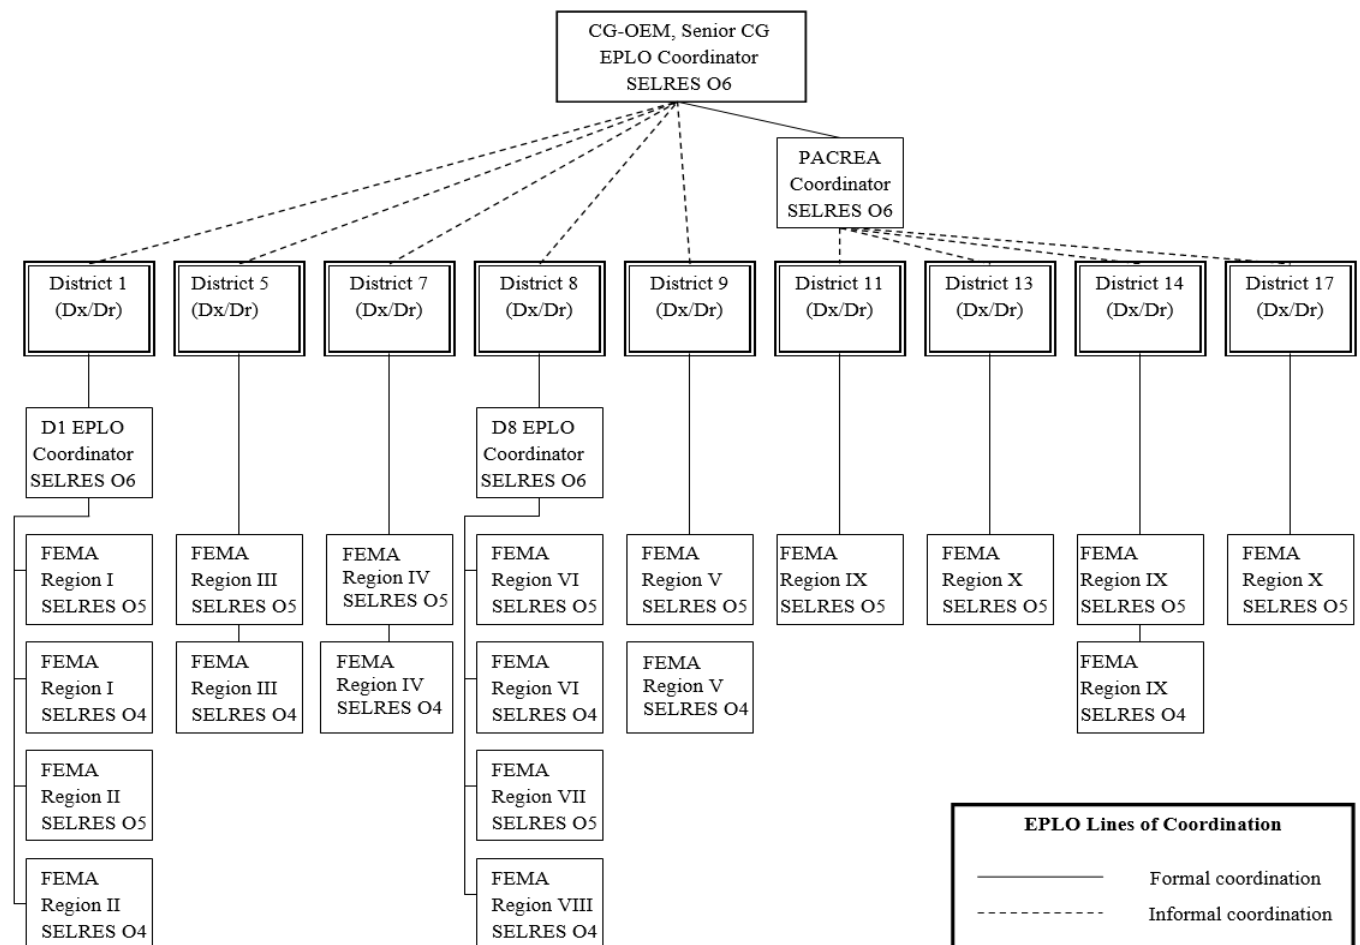 CG-OEM, Senior CG
EPLO Coordinator
SELRES O6
PACREA
Coordinator
SELRES O6
District 1
(Dx/Dr)
District 5
(Dx/Dr)
District 7
(Dx/Dr)
District 8
(Dx/Dr)
District 9
(Dx/Dr)
District 11
(Dx/Dr)
District 13
(Dx/Dr)
District 14
(Dx/Dr)
District 17
(Dx/Dr)
D1 EPLO
Coordinator
SELRES O6
D8 EPLO
Coordinator
SELRES O6
FEMA
Region I
SELRES O5
FEMA
Region III
SELRES O5
FEMA
Region IV
SELRES O5
FEMA
Region VI
SELRES O5
FEMA
Region V
SELRES O5
FEMA
Region IX
SELRES O5
FEMA
Region X
SELRES O5
FEMA
Region IX
SELRES O5
FEMA
Region X
SELRES O5
FEMA
Region I
SELRES O4
FEMA
Region III
SELRES O4
FEMA
Region IV
SELRES O4
FEMA
Region VI
SELRES O4
FEMA
Region V
SELRES O4
FEMA
Region IX
SELRES O4
FEMA
Region II
SELRES O5
FEMA
Region VII
SELRES O5
FEMA
Region II
SELRES O4
FEMA
Region VIII
SELRES O4
EPLO Lines of Coordination
Formal coordination
Informal coordination